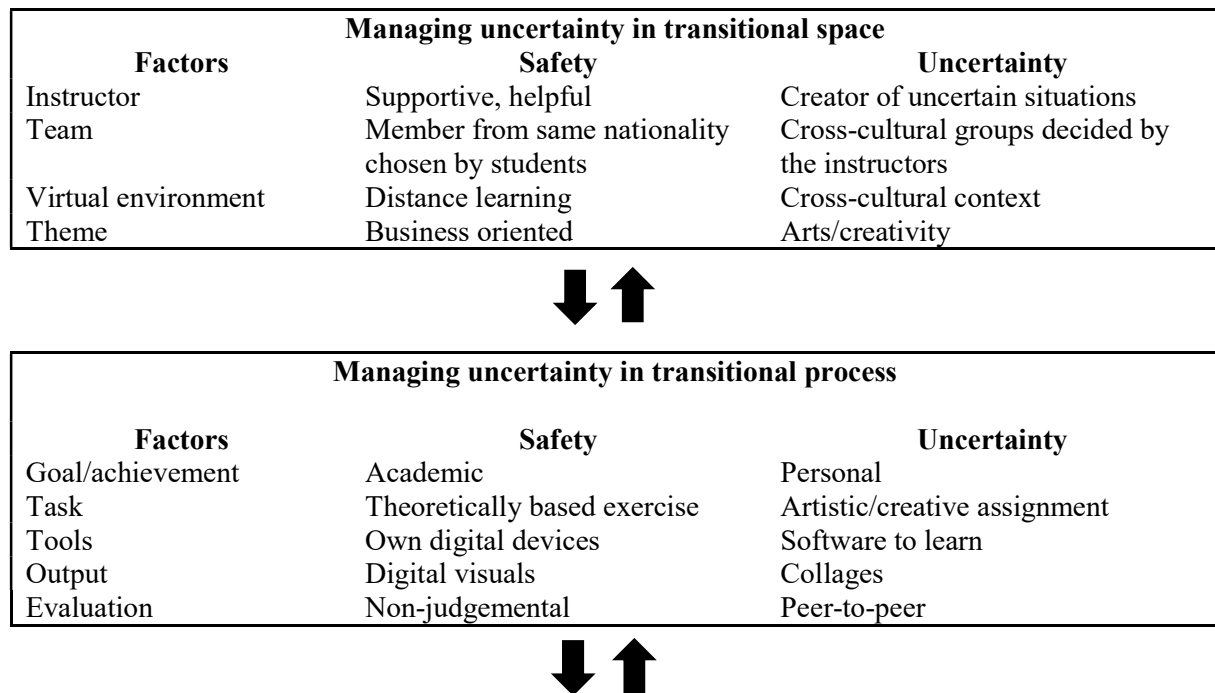 Managing uncertainty in transitional space
Factors Safety Uncertainty
Instructor Supportive, helpful Creator of uncertain situations
Team Member from same nationality Cross-cultural groups decided by
chosen by students the instructors
Virtual environment Distance learning Cross-cultural context
Theme Business oriented Arts/creativity
Managing uncertainty in transitional process
Factors Safety Uncertainty
Goal/achievement Academic Personal
Task Theoretically based exercise Artistic/creative assignment
Tools Own digital devices Software to learn
Output Digital visuals Collages
Evaluation Non-judgemental Peer-to-peer